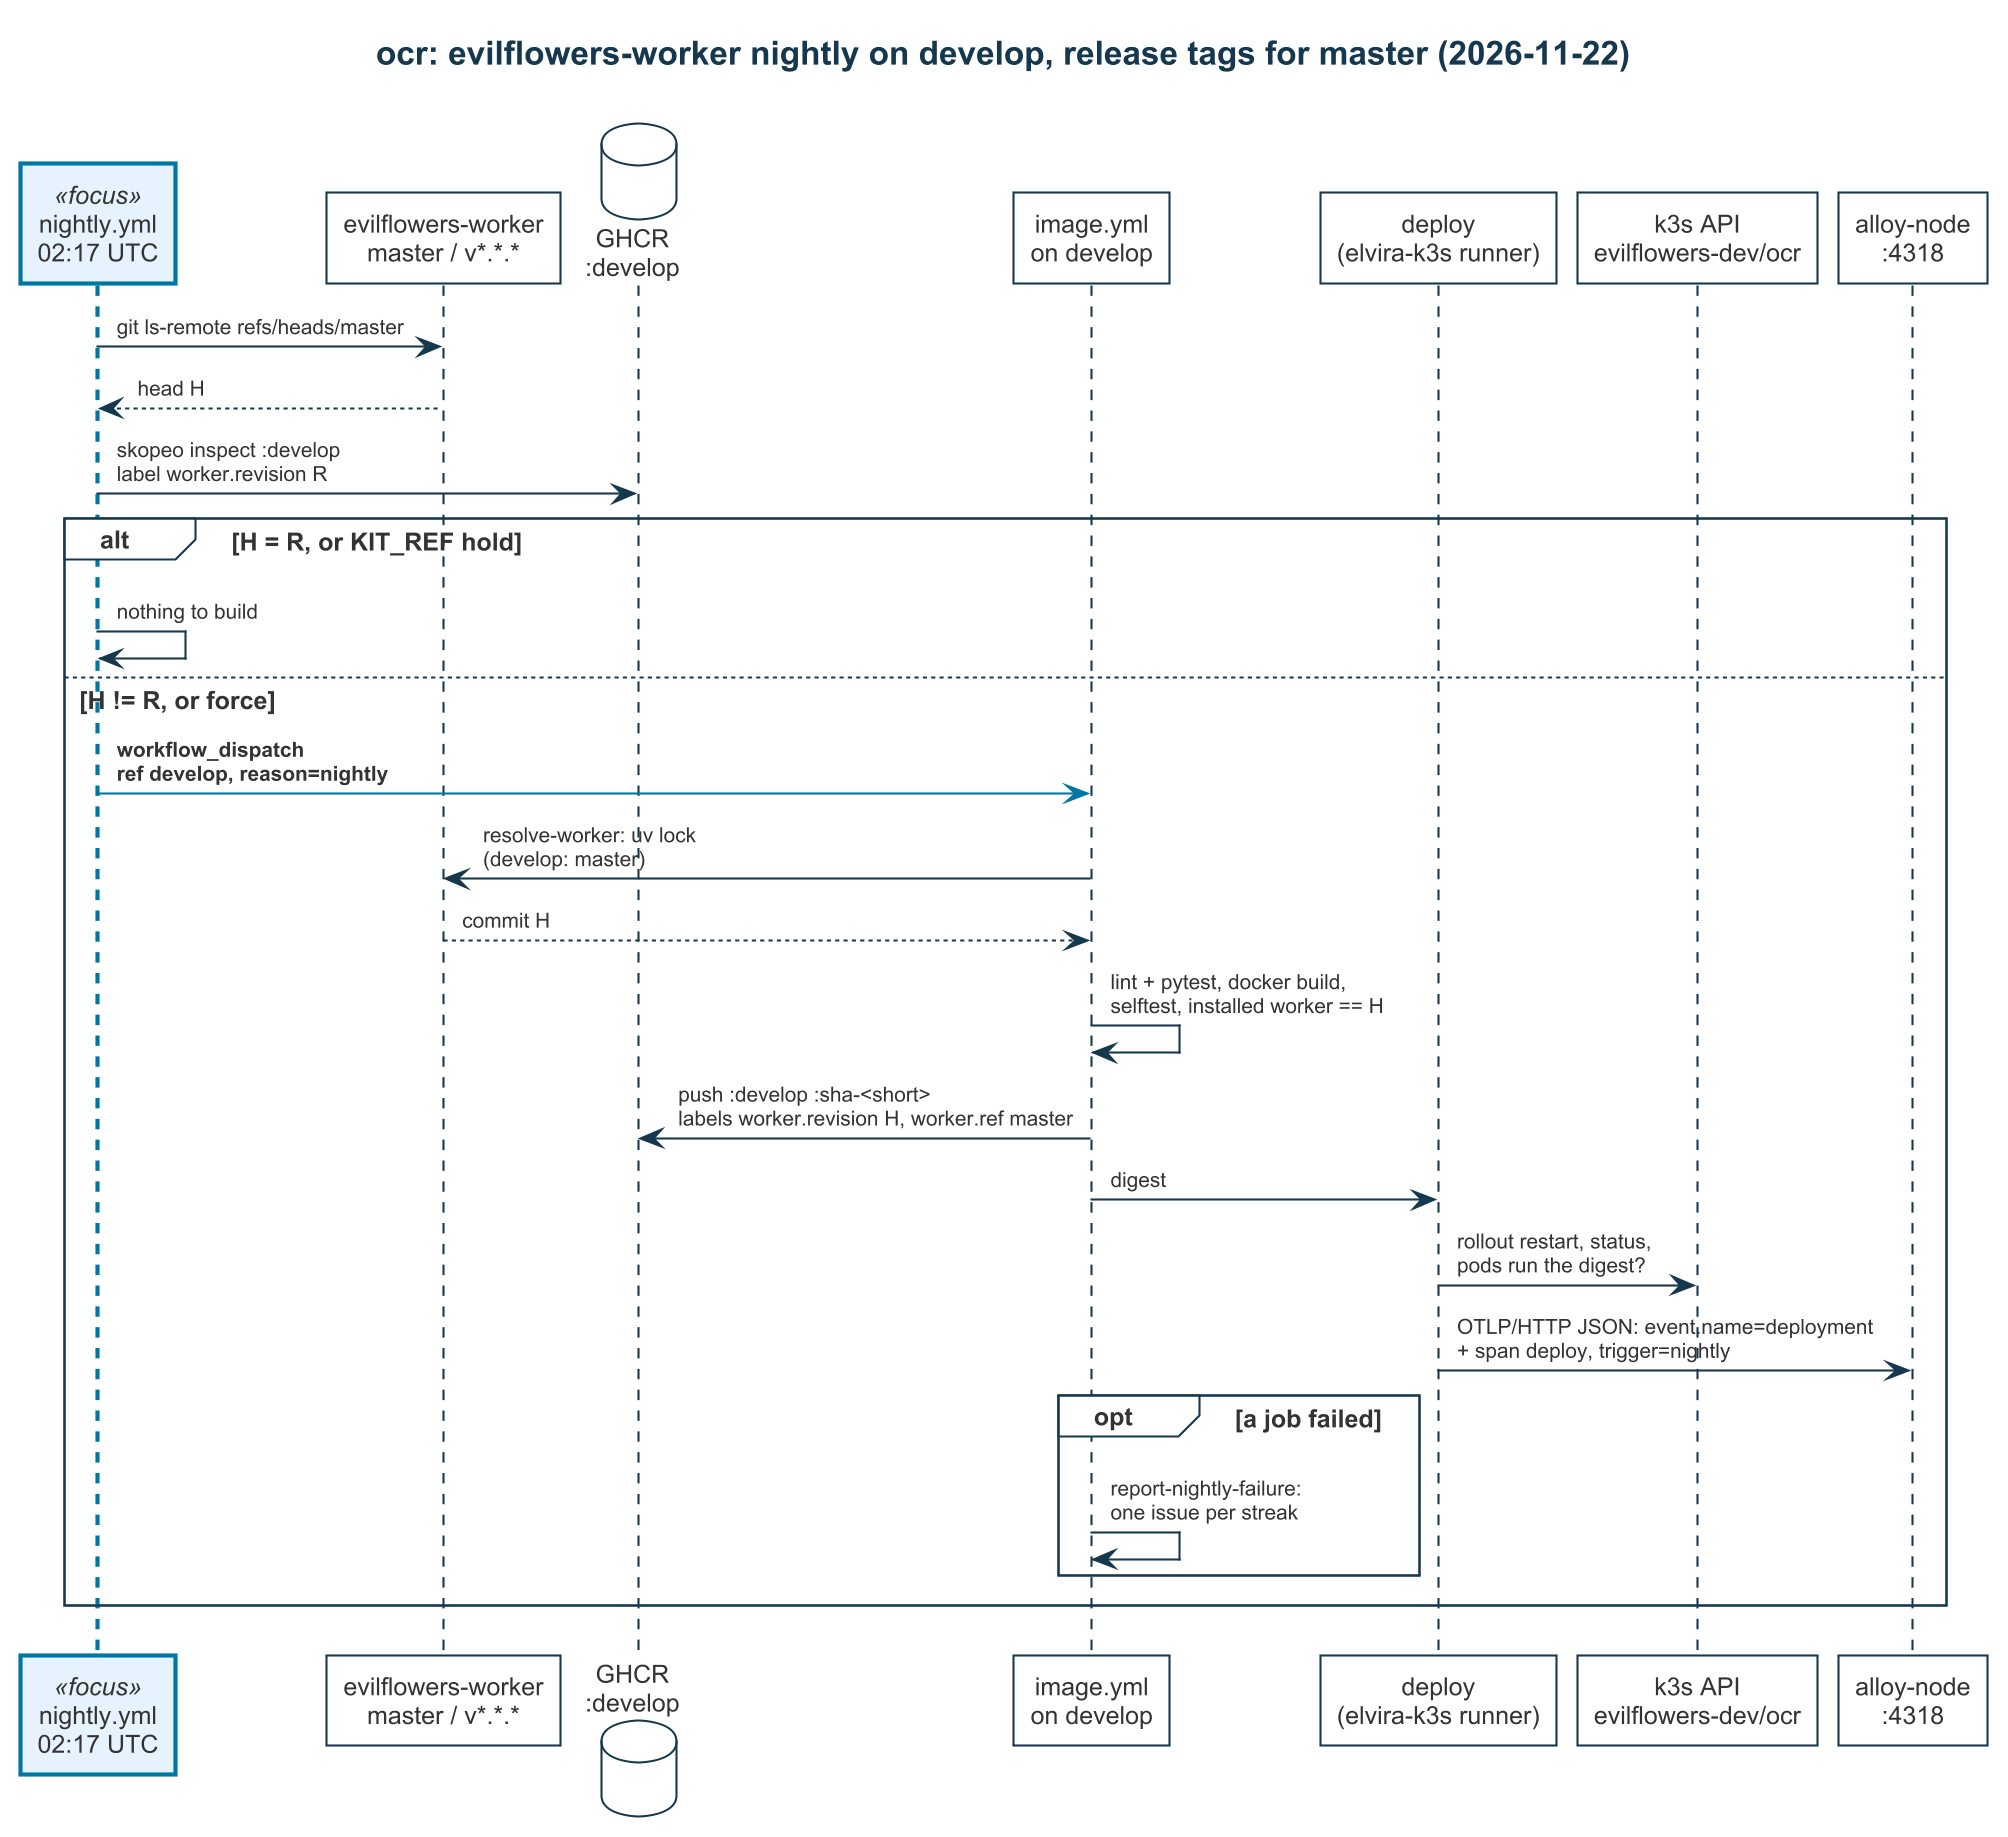 ocr: evilflowers-worker nightly on develop, release tags for master (2026-11-22)
«focus»
nightly.yml
02:17 UTC
evilflowers-worker
master / v*.*.*
GHCR
:develop
image.yml
on develop
deploy
(elvira-k3s runner)
k3s API
evilflowers-dev/ocr
alloy-node
:4318
git ls-remote refs/heads/master
head H
skopeo inspect :develop
label worker.revision R
alt
[H = R, or KIT_REF hold]
nothing to build
[H != R, or force]
workflow_dispatch
ref develop, reason=nightly
resolve-worker: uv lock
(develop: master)
commit H
lint + pytest, docker build,
selftest, installed worker == H
push :develop :sha-<short>
labels worker.revision H, worker.ref master
digest
rollout restart, status,
pods run the digest?
OTLP/HTTP JSON: event.name=deployment
+ span deploy, trigger=nightly
opt
[a job failed]
report-nightly-failure:
one issue per streak
«focus»
nightly.yml
02:17 UTC
evilflowers-worker
master / v*.*.*
GHCR
:develop
image.yml
on develop
deploy
(elvira-k3s runner)
k3s API
evilflowers-dev/ocr
alloy-node
:4318